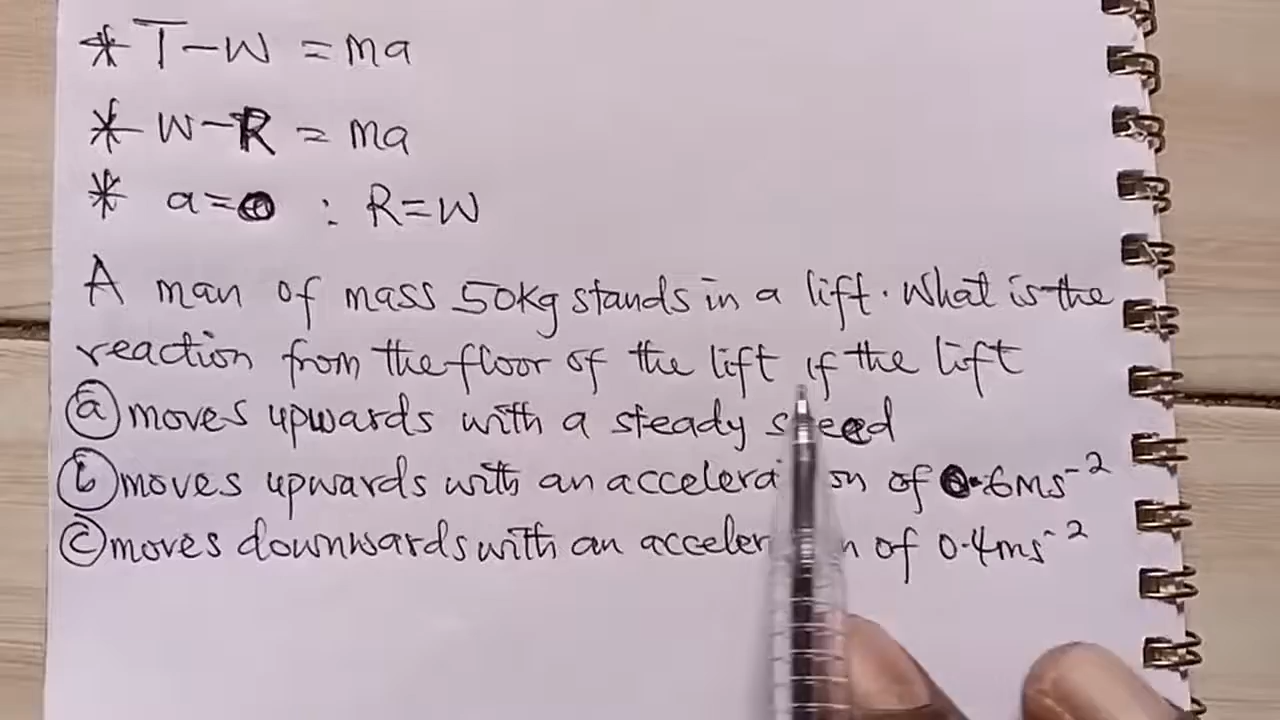 * T-W = ma
* W-R = ma
* a=0 : R=W
A man of mass 50kg stands in a lift. What is the
reaction from the floor of the lift if the lift
(a) moves upwards with a steady speed
(b) moves upwards with an acceleration of 0.6ms⁻²
(c) moves downwards with an acceleration of 0.4ms⁻²